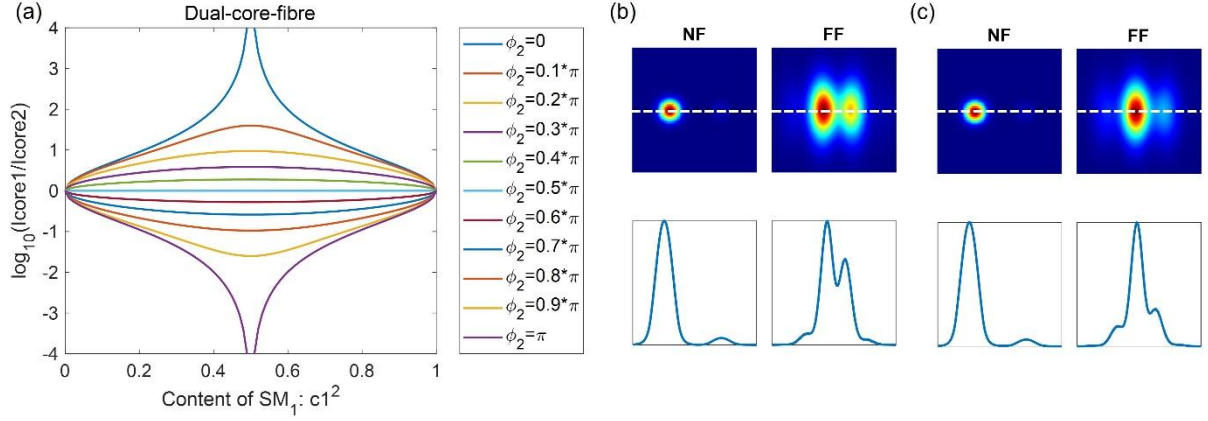 (a)
Dual-core-fibre
log10(Icore1/Icore2)
4
3
2
1
0
-1
-2
-3
-4
0
0.2
0.4
0.6
0.8
1
Content of SM1: c1²
ϕ2=0
ϕ2=0.1*π
ϕ2=0.2*π
ϕ2=0.3*π
ϕ2=0.4*π
ϕ2=0.5*π
ϕ2=0.6*π
ϕ2=0.7*π
ϕ2=0.8*π
ϕ2=0.9*π
ϕ2=π
(b)
NF
FF
(c)
NF
FF